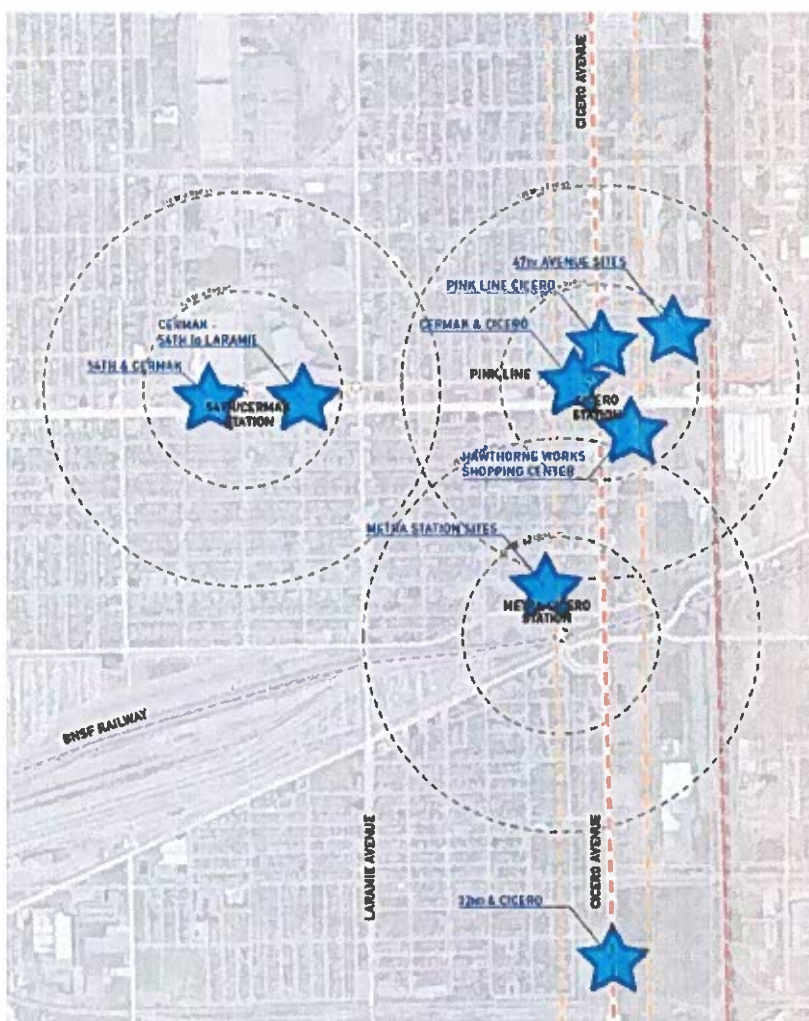 CICERO AVENUE
47TH AVENUE SITES
PINK LINE CICERO
CERMAK & CICERO
CERMAK -
54TH to LARAMIE
54TH & CERMAK
PINK LINE
54TH/CERMAK
STATION
CICERO
STATION
HAWTHORNE WORKS
SHOPPING CENTER
METRA STATION SITES
METRA CICERO
STATION
BNSF RAILWAY
LARAMIE AVENUE
CICERO AVENUE
32ND & CICERO